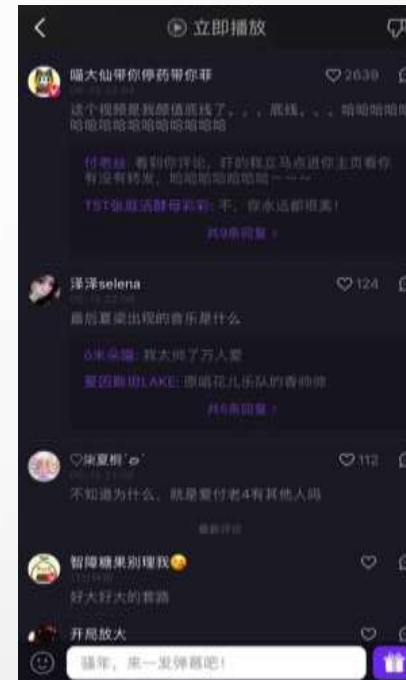 立即播放
喵大仙带你停药带你菲
2639
这个视频是我颜值底线了，，，底线，，，哈哈哈哈
哈哈哈哈哈哈哈哈哈哈哈
付老丝: 看到你评论，吓的我立马点进你主页看你
有没有转发，哈哈哈哈哈哈哈~~~
TST张庭活酵母彩彩: 不，你永远都很美！
共9条回复 >
泽泽selena
124
最后夏梁出现的音乐是什么
6米朵喵: 我太帅了万人爱
爱因斯坦LAKE: 原唱花儿乐队的香帅帅
共6条回复 >
112
不知道为什么，就是爱付老4有其他人吗
最新评论
智障糖果别理我😘
好大好大的套路
开局放大
骚年，来一发弹幕吧！